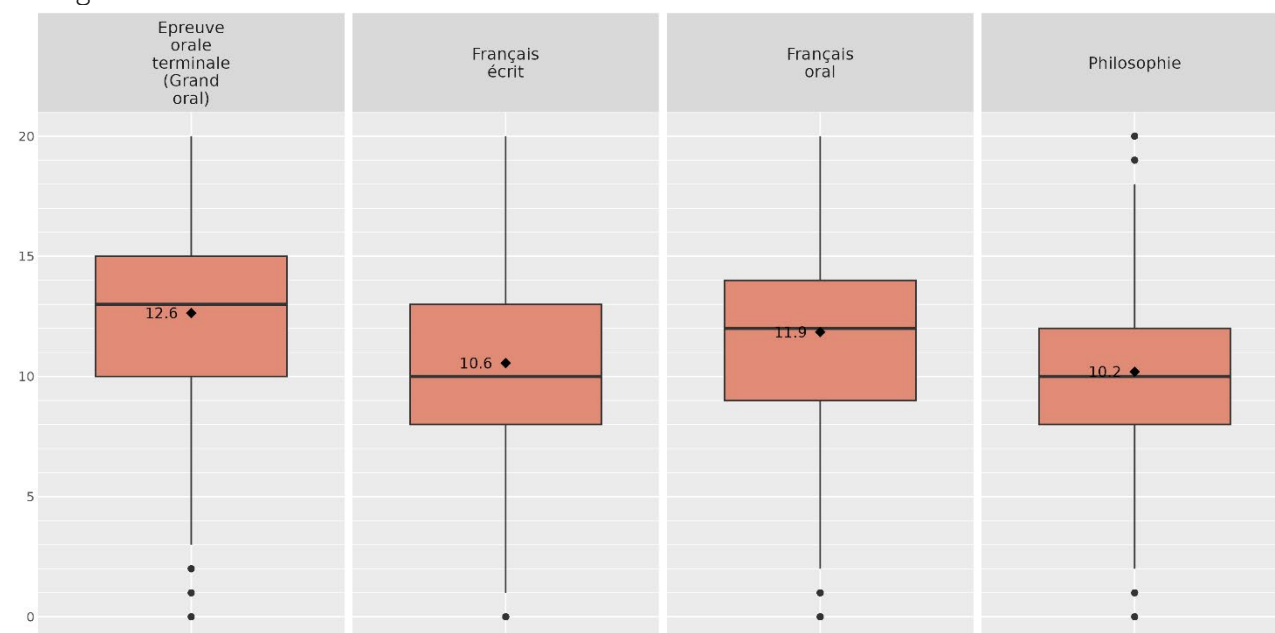 Epreuve
orale
terminale
(Grand
oral)
Français
écrit
Français
oral
Philosophie
20
15
10
5
0
12.6
10.6
11.9
10.2